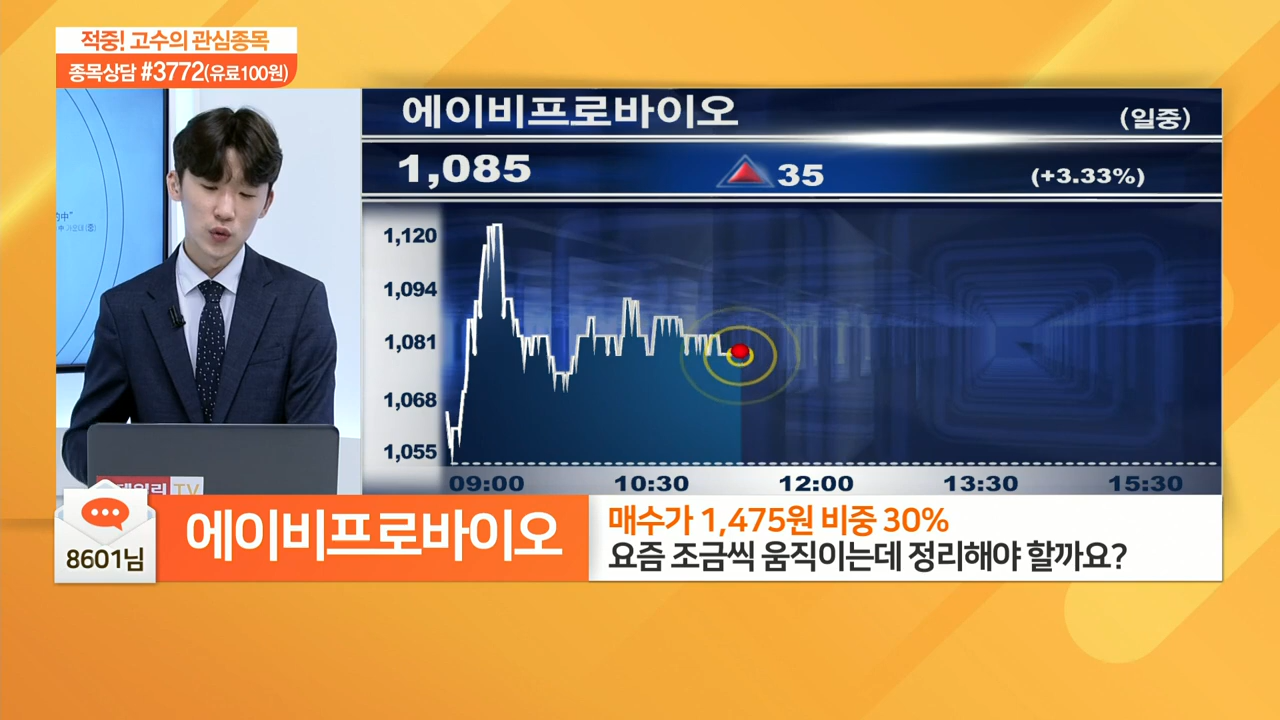 적중! 고수의 관심종목
종목상담 #3772(유료100원)
에이비프로바이오
(일중)
1,085
35
(+3.33%)
1,120
1,094
1,081
1,068
1,055
09:00
10:30
12:00
13:30
15:30
TV
8601님
에이비프로바이오
매수가 1,475원 비중 30%
요즘 조금씩 움직이는데 정리해야 할까요?